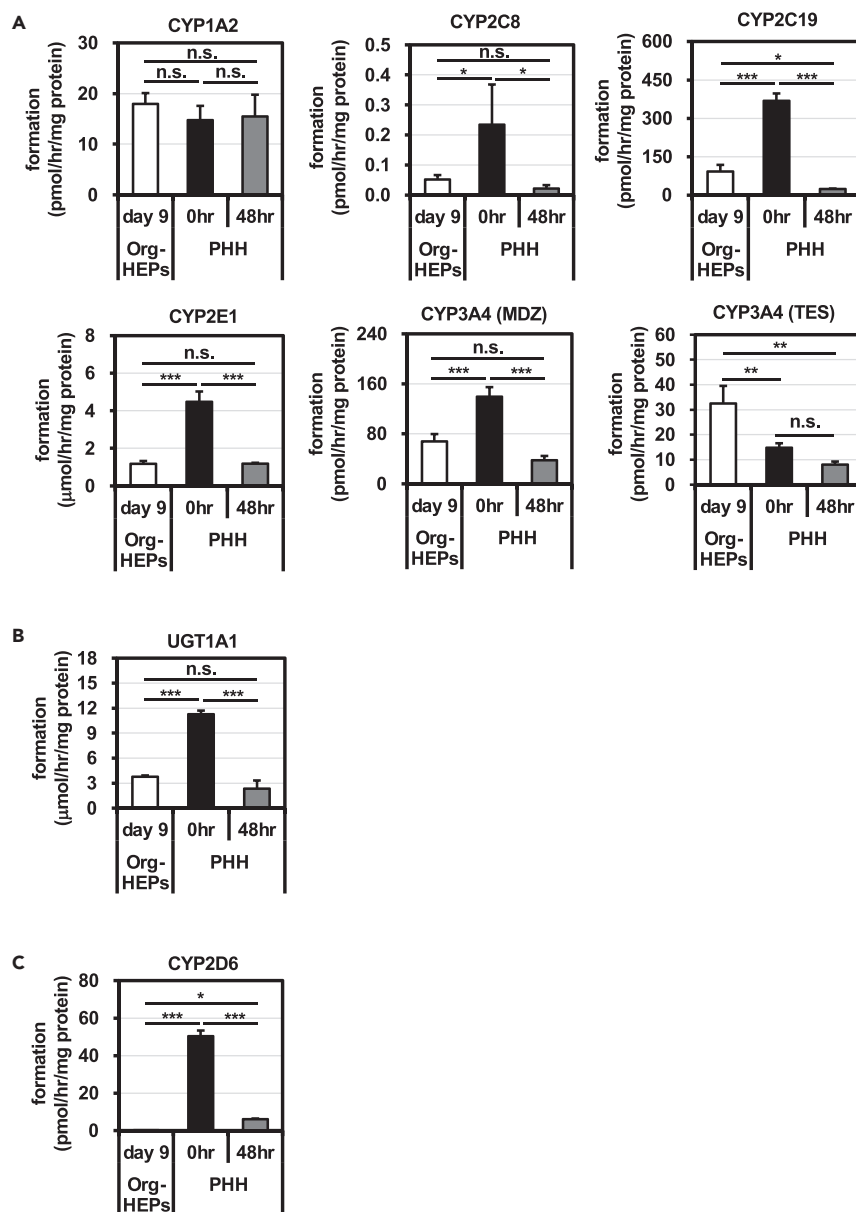 A
CYP1A2
formation
(pmol/hr/mg protein)
30
20
10
0
n.s.
n.s.
n.s.
day 9
0hr
48hr
Org-
HEPs
PHH
CYP2C8
formation
(pmol/hr/mg protein)
0.5
0.4
0.3
0.2
0.1
0.0
n.s.
*
*
day 9
0hr
48hr
Org-
HEPs
PHH
CYP2C19
formation
(pmol/hr/mg protein)
600
450
300
150
0
*
***
***
day 9
0hr
48hr
Org-
HEPs
PHH
CYP2E1
formation
(μmol/hr/mg protein)
8
6
4
2
0
n.s.
***
***
day 9
0hr
48hr
Org-
HEPs
PHH
CYP3A4 (MDZ)
formation
(pmol/hr/mg protein)
240
160
80
0
n.s.
***
***
day 9
0hr
48hr
Org-
HEPs
PHH
CYP3A4 (TES)
formation
(pmol/hr/mg protein)
60
50
40
30
20
10
0
**
**
n.s.
day 9
0hr
48hr
Org-
HEPs
PHH
B
UGT1A1
formation
(μmol/hr/mg protein)
18
15
12
9
6
3
0
n.s.
***
***
day 9
0hr
48hr
Org-
HEPs
PHH
C
CYP2D6
formation
(pmol/hr/mg protein)
80
60
40
20
0
*
***
***
day 9
0hr
48hr
Org-
HEPs
PHH